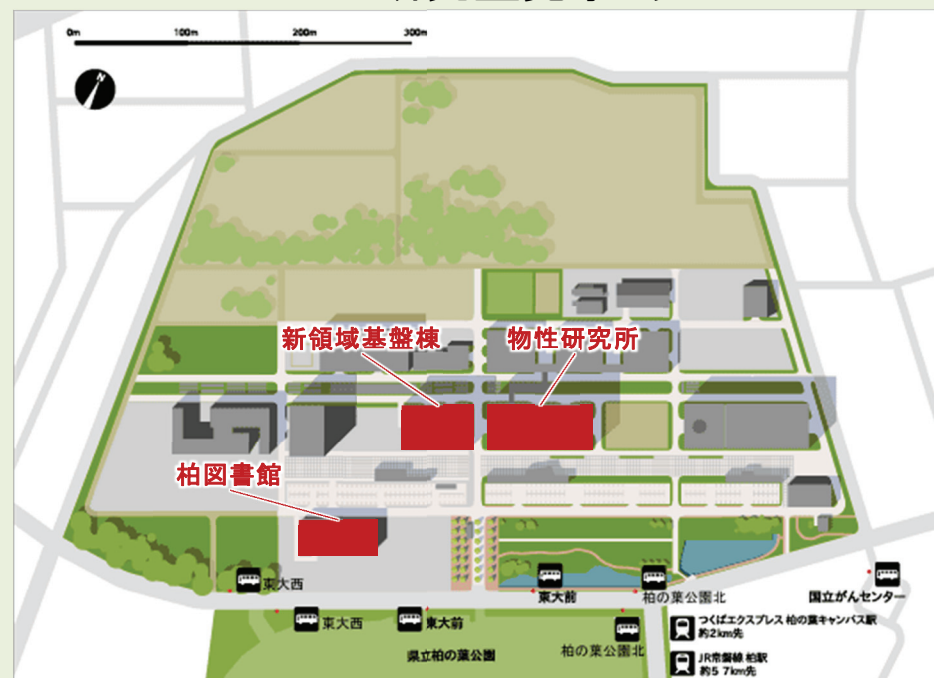 0m
100m
200m
300m
N
新領域基盤棟
物性研究所
柏図書館
東大西
東大前
柏の葉公園北
国立がんセンター
東大西
東大前
柏の葉公園北
県立柏の葉公園
つくばエクスプレス 柏の葉キャンパス駅
約2km先
JR常磐線 柏駅
約5 7km先